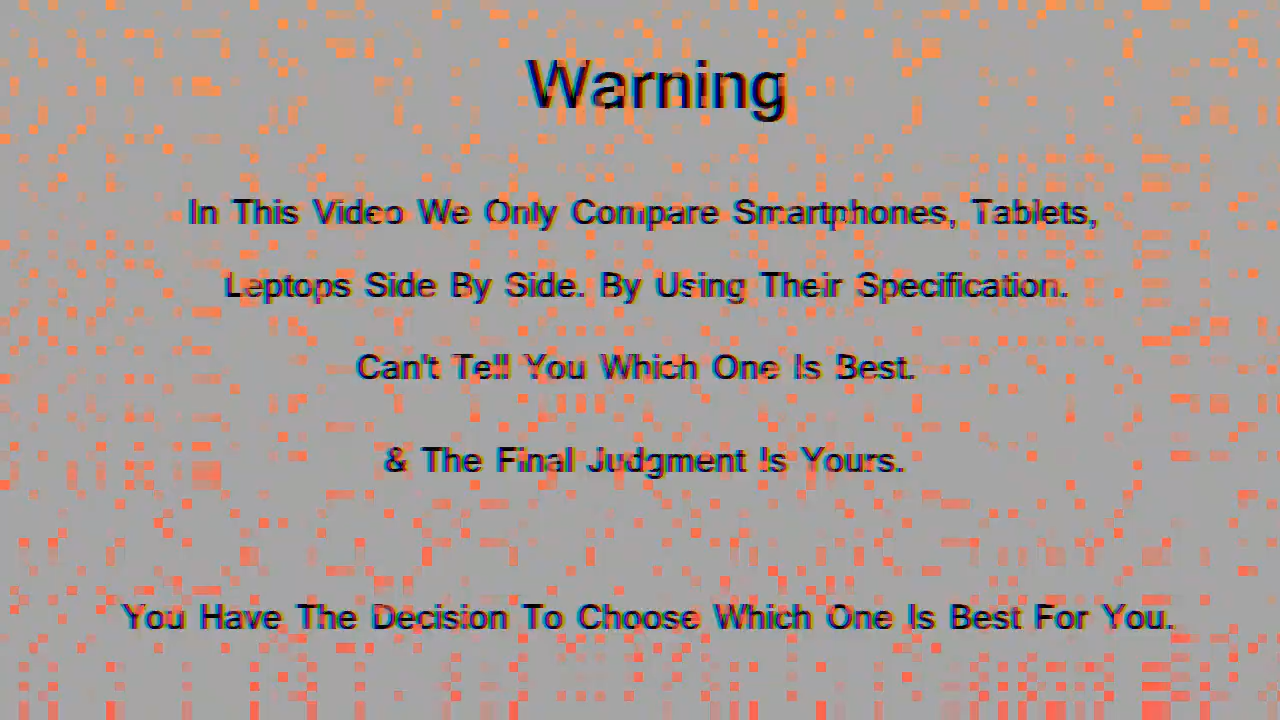 Warning
In This Video We Only Compare Smartphones, Tablets,
Leptops Side By Side. By Using Their Specification.
Can't Tell You Which One Is Best.
& The Final Judgment Is Yours.
You Have The Decision To Choose Which One Is Best For You.